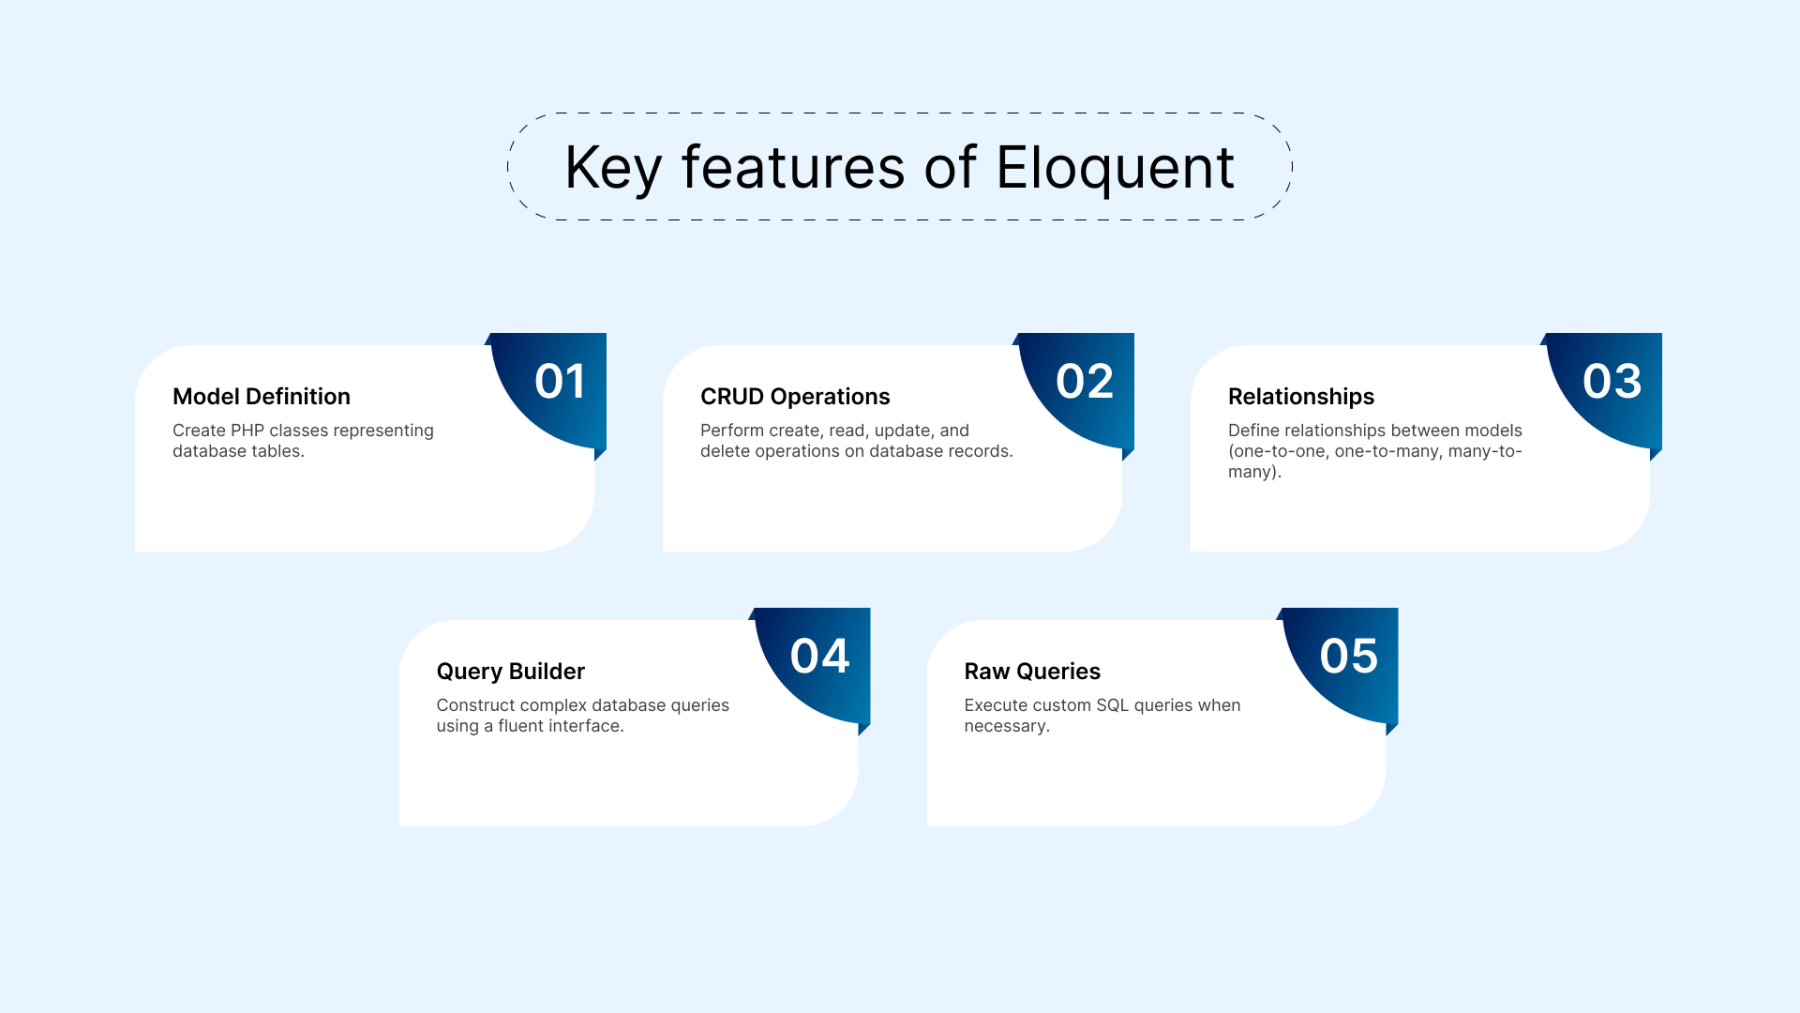 Key features of Eloquent
01
Model Definition
Create PHP classes representing
database tables.
02
CRUD Operations
Perform create, read, update, and
delete operations on database records.
03
Relationships
Define relationships between models
(one-to-one, one-to-many, many-to-
many).
04
Query Builder
Construct complex database queries
using a fluent interface.
05
Raw Queries
Execute custom SQL queries when
necessary.